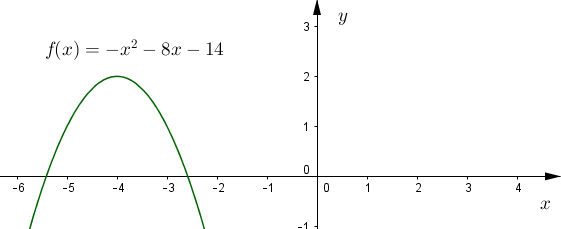 y
3
f(x) = −x² − 8x − 14
2
1
0
-6 -5 -4 -3 -2 -1 0 1 2 3 4
x
-1